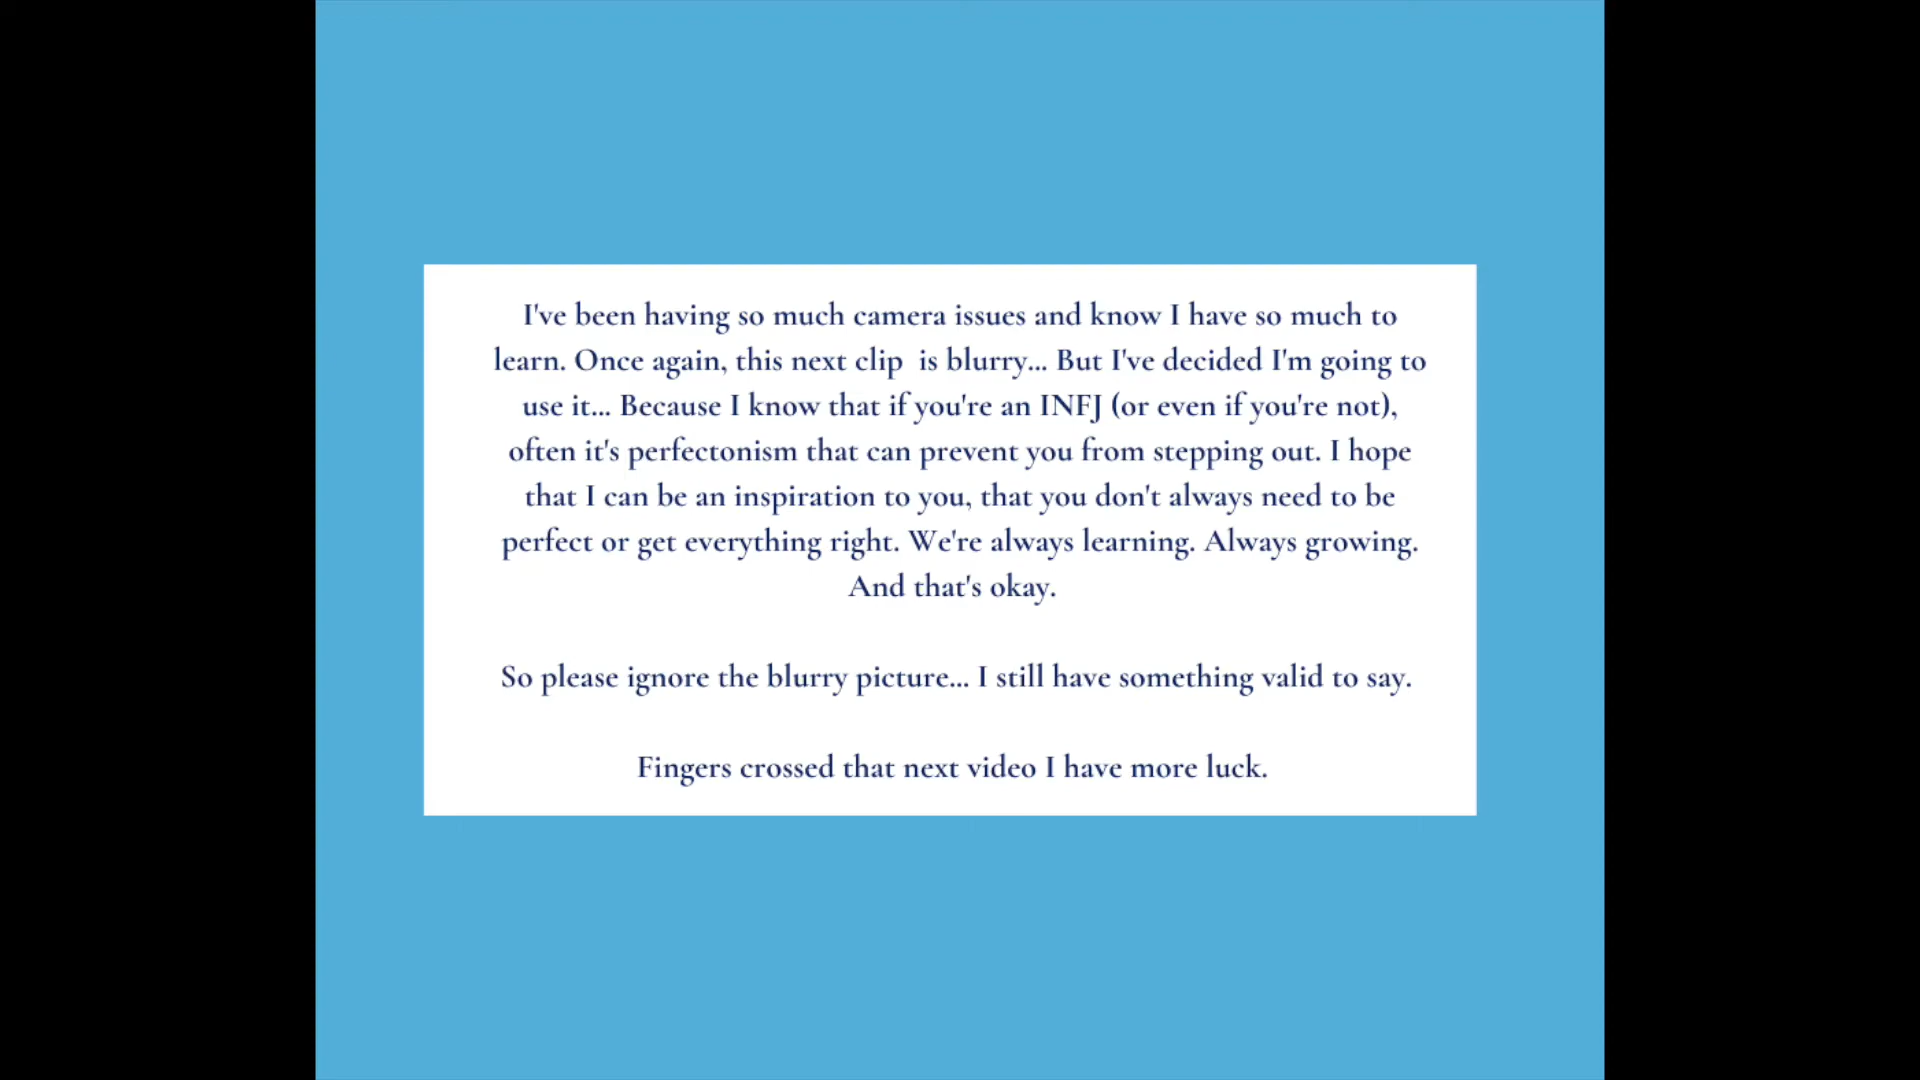 I've been having so much camera issues and know I have so much to
learn. Once again, this next clip  is blurry... But I've decided I'm going to
use it... Because I know that if you're an INFJ (or even if you're not),
often it's perfectonism that can prevent you from stepping out. I hope
that I can be an inspiration to you, that you don't always need to be
perfect or get everything right. We're always learning. Always growing.
And that's okay.
So please ignore the blurry picture... I still have something valid to say.
Fingers crossed that next video I have more luck.